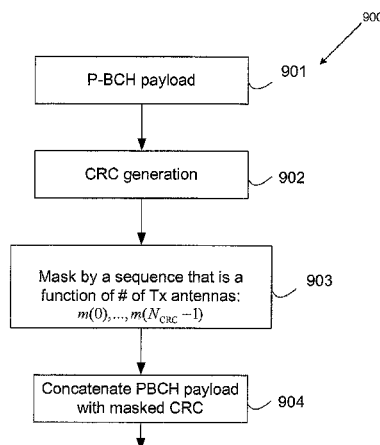 900
P-BCH payload
901
CRC generation
902
Mask by a sequence that is a
function of # of Tx antennas:
m(0),...,m(N_CRC −1)
903
Concatenate PBCH payload
with masked CRC
904